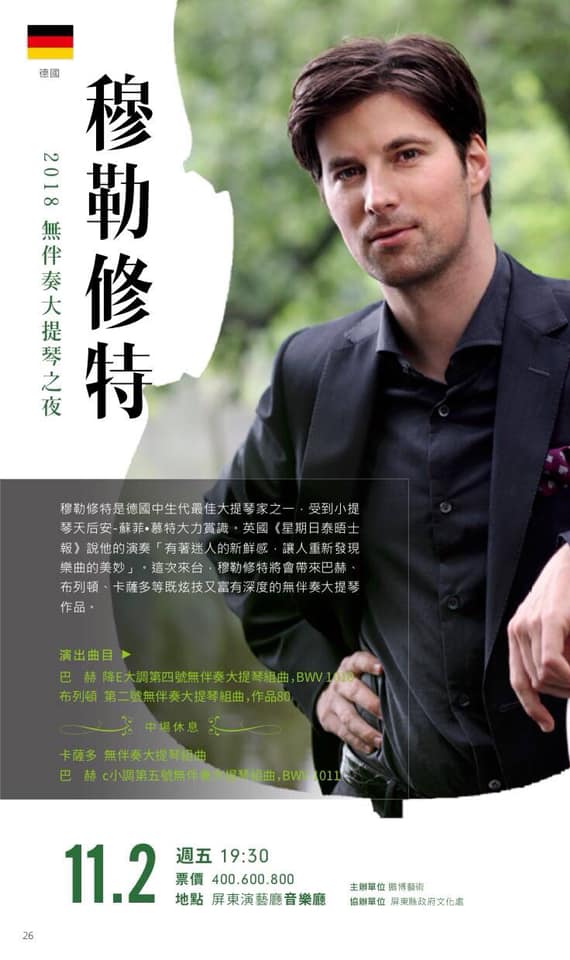 德國
穆勒修特
2018 無伴奏大提琴之夜
穆勒修特是德國中生代最佳大提琴家之一，受到小提
琴天后安-蘇菲•慕特大力賞識。英國《星期日泰晤士
報》說他的演奏「有著迷人的新鮮感，讓人重新發現
樂曲的美妙」。這次來台，穆勒修特將會帶來巴赫、
布列頓、卡薩多等既炫技又富有深度的無伴奏大提琴
作品。
演出曲目 ▶
巴　赫 降E大調第四號無伴奏大提琴組曲，BWV 1010
布列頓 第二號無伴奏大提琴組曲，作品80
中場休息
卡薩多 無伴奏大提琴組曲
巴　赫 c小調第五號無伴奏大提琴組曲，BWV 1011
11.2
週五 19:30
票價 400.600.800
地點 屏東演藝廳音樂廳
主辦單位 鵬博藝術
協辦單位 屏東縣政府文化處
26